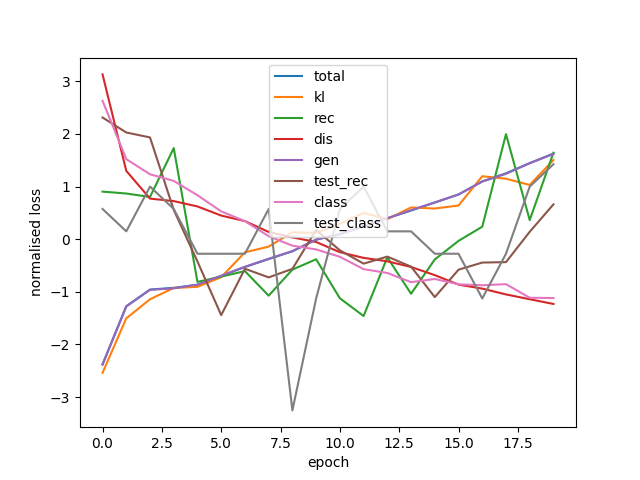 total
kl
rec
dis
gen
test_rec
class
test_class
normalised loss
3
2
1
0
−1
−2
−3
0.0 2.5 5.0 7.5 10.0 12.5 15.0 17.5
epoch